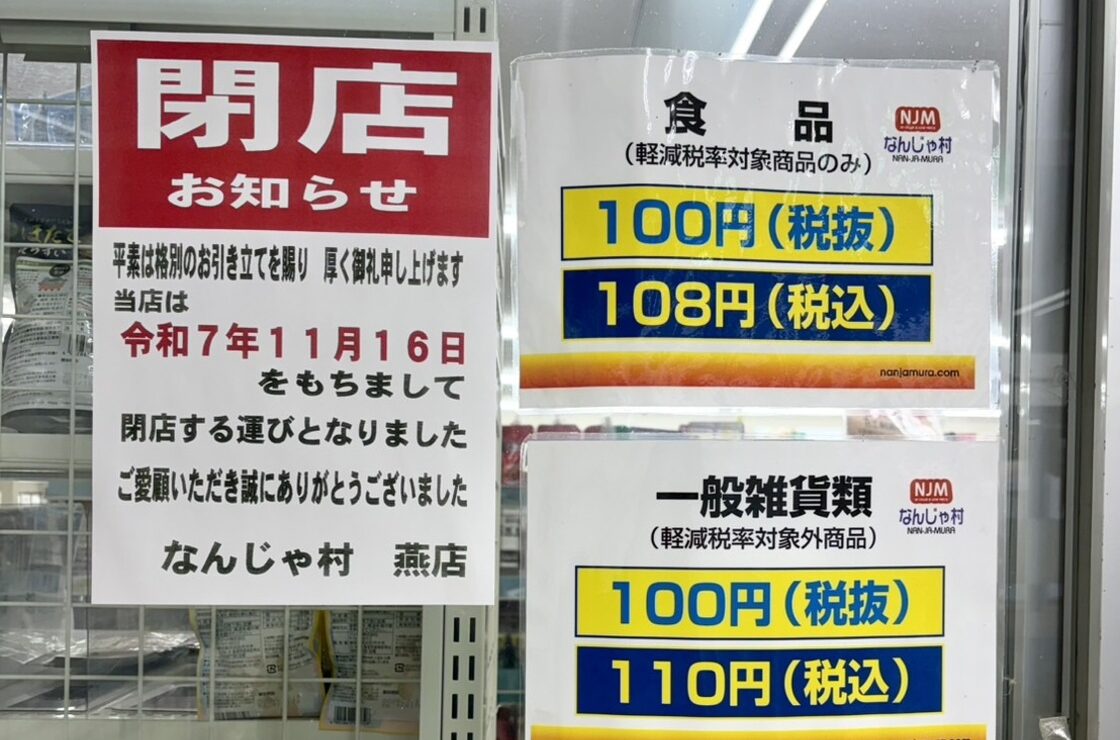 閉店
お知らせ
平素は格別のお引き立てを賜り 厚く御礼申し上げます
当店は
令和7年11月16日
をもちまして
閉店する運びとなりました
ご愛顧いただき誠にありがとうございました
なんじゃ村 燕店
食品
(軽減税率対象商品のみ)
NJM
なんじゃ村
NAN-JA-MURA
100円(税抜)
108円(税込)
nanjamura.com
一般雑貨類
(軽減税率対象外商品)
NJM
なんじゃ村
NAN-JA-MURA
100円(税抜)
110円(税込)